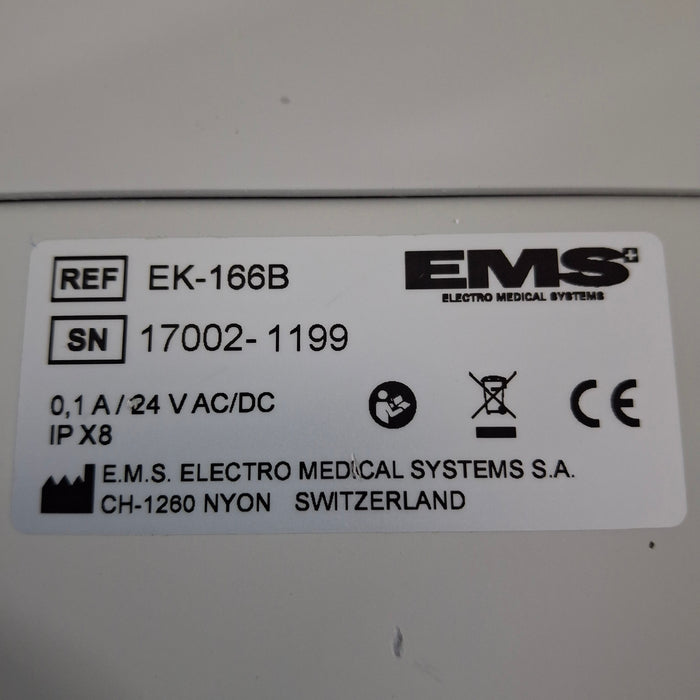 REF EK-166B
EMS+
ELECTRO MEDICAL SYSTEMS
SN 17002-1199
0,1 A / 24 V AC/DC
IP X8
CE
E.M.S. ELECTRO MEDICAL SYSTEMS S.A.
CH-1260 NYON SWITZERLAND